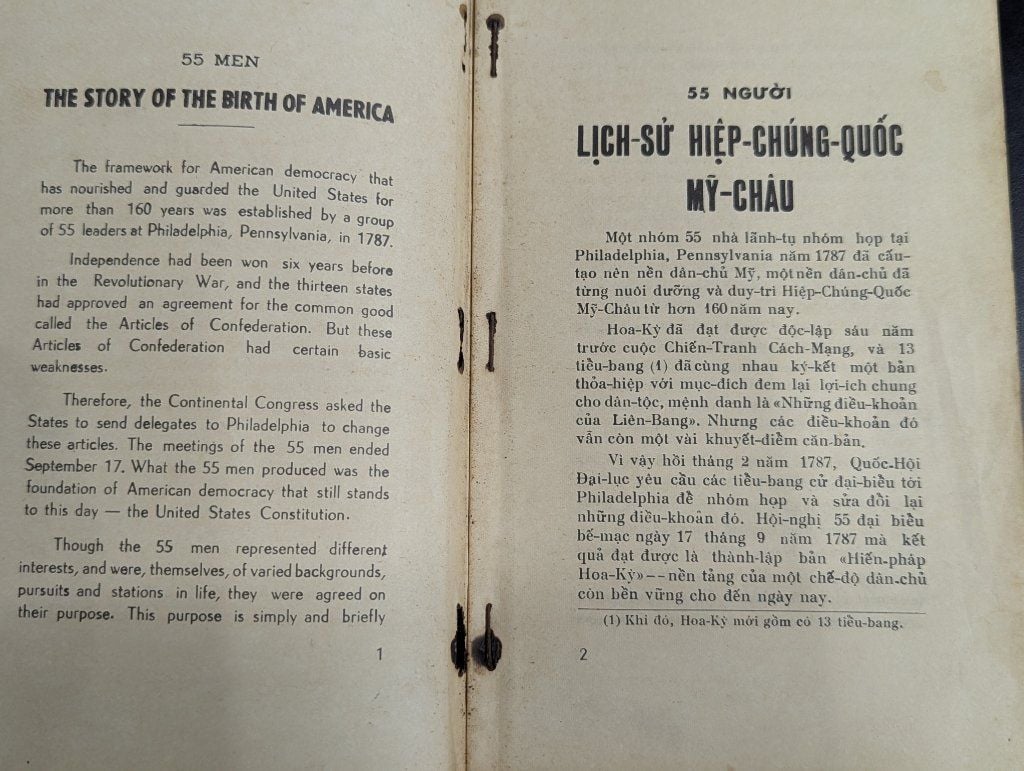 55 MEN
THE STORY OF THE BIRTH OF AMERICA
The framework for American democracy that
has nourished and guarded the United States for
more than 160 years was established by a group
of 55 leaders at Philadelphia, Pennsylvania, in 1787.
Independence had been won six years before
in the Revolutionary War, and the thirteen states
had approved an agreement for the common good
called the Articles of Confederation. But these
Articles of Confederation had certain basic
weaknesses.
Therefore, the Continental Congress asked the
States to send delegates to Philadelphia to change
these articles. The meetings of the 55 men ended
September 17. What the 55 men produced was the
foundation of American democracy that still stands
to this day — the United States Constitution.
Though the 55 men represented different
interests, and were, themselves, of varied backgrounds,
pursuits and stations in life, they were agreed on
their purpose. This purpose is simply and briefly
1
55 NGƯỜI
LỊCH-SỬ HIỆP-CHÚNG-QUỐC
MỸ-CHÂU
Một nhóm 55 nhà lãnh-tụ nhóm họp tại
Philadelphia, Pennsylvania năm 1787 đã cấu-
tạo nên nền dân-chủ Mỹ, một nền dân-chủ đã
từng nuôi dưỡng và duy-trì Hiệp-Chúng-Quốc
Mỹ-Châu từ hơn 160 năm nay.
Hoa-Kỳ đã đạt được độc-lập sáu năm
trước cuộc Chiến-Tranh Cách-Mạng, và 13
tiểu-bang (1) đã cùng nhau ký-kết một bản
thỏa-hiệp với mục-đích đem lại lợi-ích chung
cho dân-tộc, mệnh danh là «Những điều-khoản
của Liên-Bang». Nhưng các điều-khoản đó
vẫn còn một vài khuyết-điểm căn-bản.
Vì vậy hồi tháng 2 năm 1787, Quốc-Hội
Đại-lục yêu cầu các tiểu-bang cử đại-biểu tới
Philadelphia để nhóm họp và sửa đổi lại
những điều-khoản đó. Hội-nghị 55 đại biểu
bế-mạc ngày 17 tháng 9 năm 1787 mà kết
quả đạt được là thành-lập bản «Hiến-pháp
Hoa-Kỳ»--nền tảng của một chế-độ dân-chủ
còn bền vững cho đến ngày nay.
(1) Khi đó, Hoa-Kỳ mới gồm có 13 tiểu-bang.
2